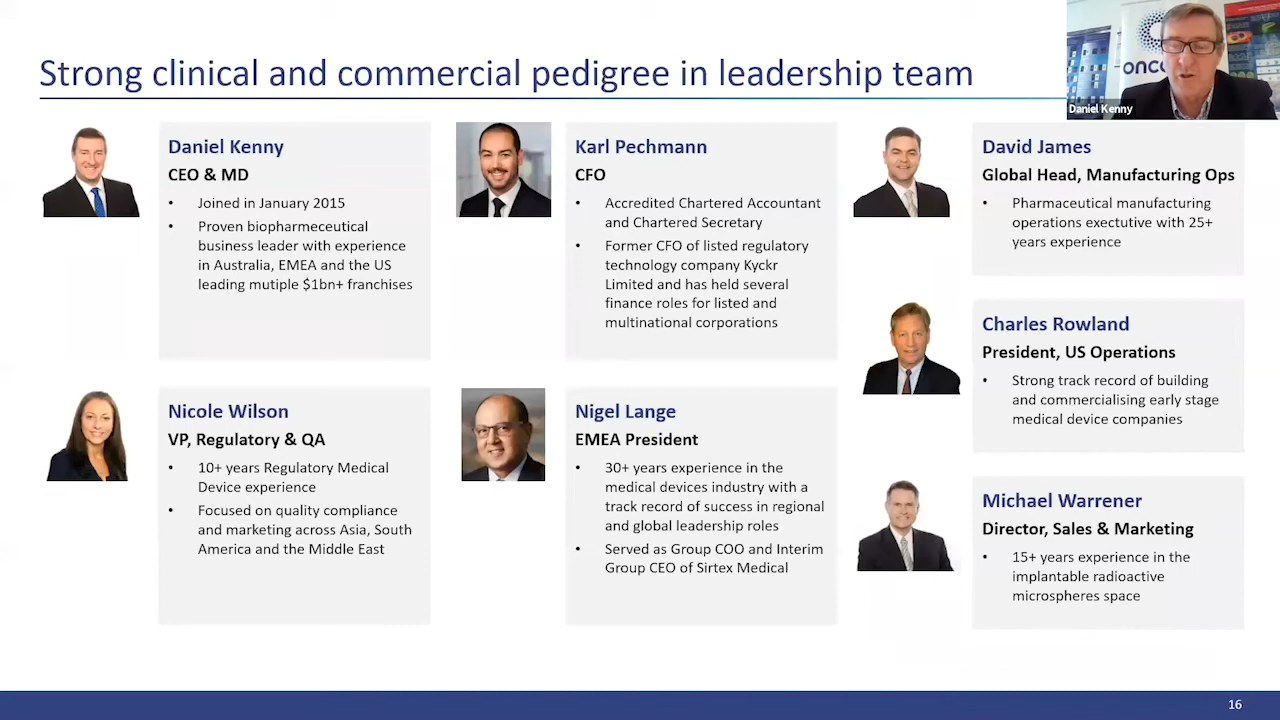 Strong clinical and commercial pedigree in leadership team
onc
Daniel Kenny
Daniel Kenny
CEO & MD
• Joined in January 2015
• Proven biopharmeceutical
business leader with experience
in Australia, EMEA and the US
leading mutiple $1bn+ franchises
Karl Pechmann
CFO
• Accredited Chartered Accountant
and Chartered Secretary
• Former CFO of listed regulatory
technology company Kyckr
Limited and has held several
finance roles for listed and
multinational corporations
David James
Global Head, Manufacturing Ops
• Pharmaceutical manufacturing
operations exectutive with 25+
years experience
Charles Rowland
President, US Operations
• Strong track record of building
and commercialising early stage
medical device companies
Nicole Wilson
VP, Regulatory & QA
• 10+ years Regulatory Medical
Device experience
• Focused on quality compliance
and marketing across Asia, South
America and the Middle East
Nigel Lange
EMEA President
• 30+ years experience in the
medical devices industry with a
track record of success in regional
and global leadership roles
• Served as Group COO and Interim
Group CEO of Sirtex Medical
Michael Warrener
Director, Sales & Marketing
• 15+ years experience in the
implantable radioactive
microspheres space
16